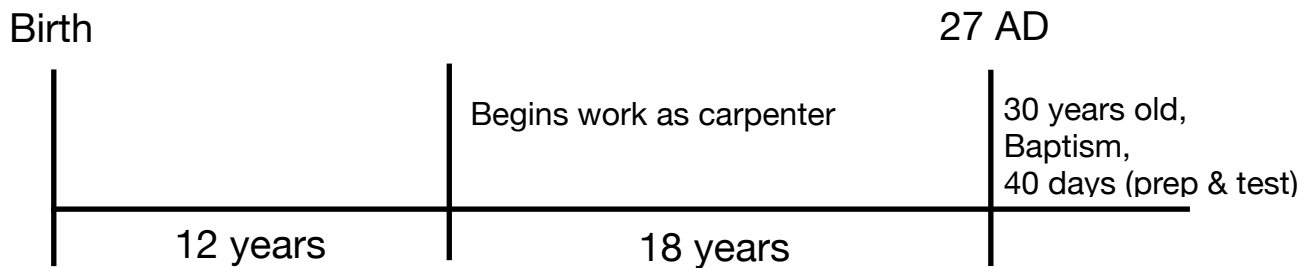 Birth
27 AD
Begins work as carpenter
30 years old,
Baptism,
40 days (prep & test)
12 years
18 years